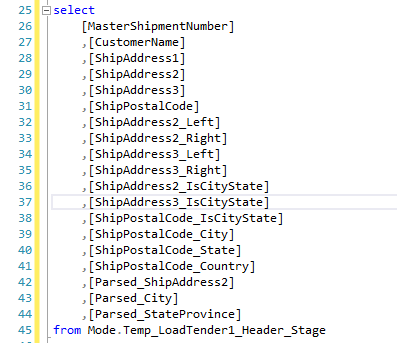 25 select
26 [MasterShipmentNumber]
27 ,[CustomerName]
28 ,[ShipAddress1]
29 ,[ShipAddress2]
30 ,[ShipAddress3]
31 ,[ShipPostalCode]
32 ,[ShipAddress2_Left]
33 ,[ShipAddress2_Right]
34 ,[ShipAddress3_Left]
35 ,[ShipAddress3_Right]
36 ,[ShipAddress2_IsCityState]
37 ,[ShipAddress3_IsCityState]
38 ,[ShipPostalCode_IsCityState]
39 ,[ShipPostalCode_City]
40 ,[ShipPostalCode_State]
41 ,[ShipPostalCode_Country]
42 ,[Parsed_ShipAddress2]
43 ,[Parsed_City]
44 ,[Parsed_StateProvince]
45 from Mode.Temp_LoadTender1_Header_Stage